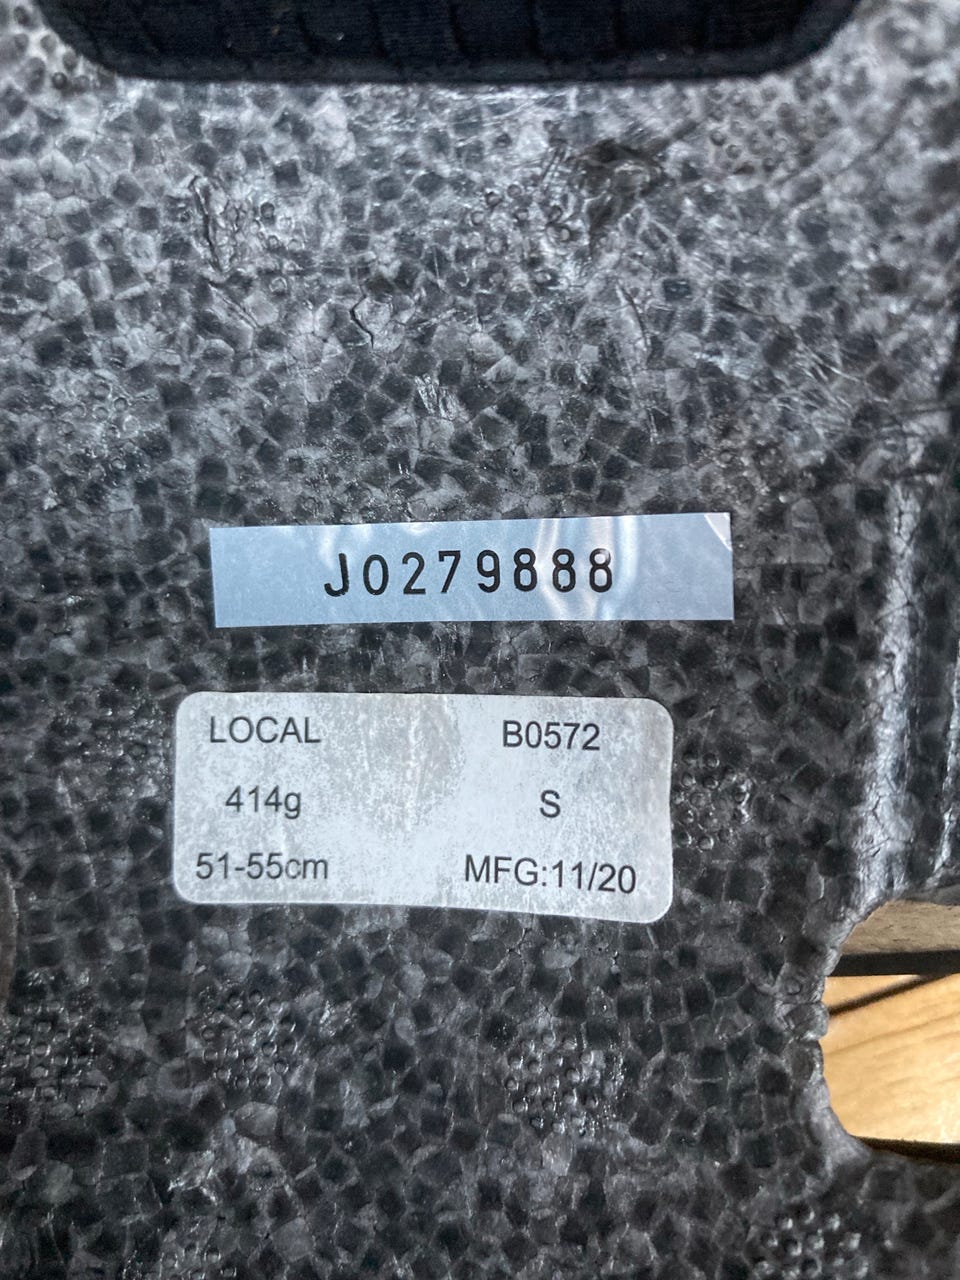 J0279888
LOCAL B0572
414g S
51-55cm MFG:11/20